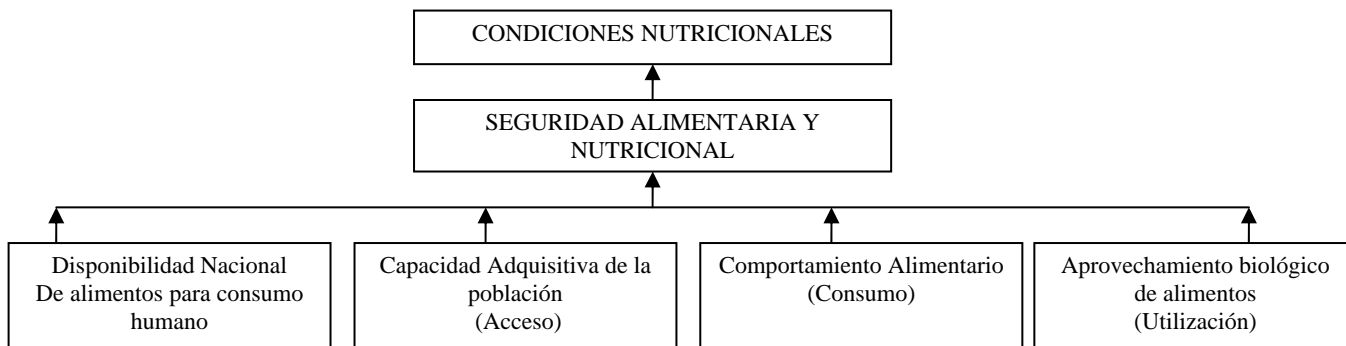 CONDICIONES NUTRICIONALES
SEGURIDAD ALIMENTARIA Y
NUTRICIONAL
Disponibilidad Nacional
De alimentos para consumo
humano
Capacidad Adquisitiva de la
población
(Acceso)
Comportamiento Alimentario
(Consumo)
Aprovechamiento biológico
de alimentos
(Utilización)